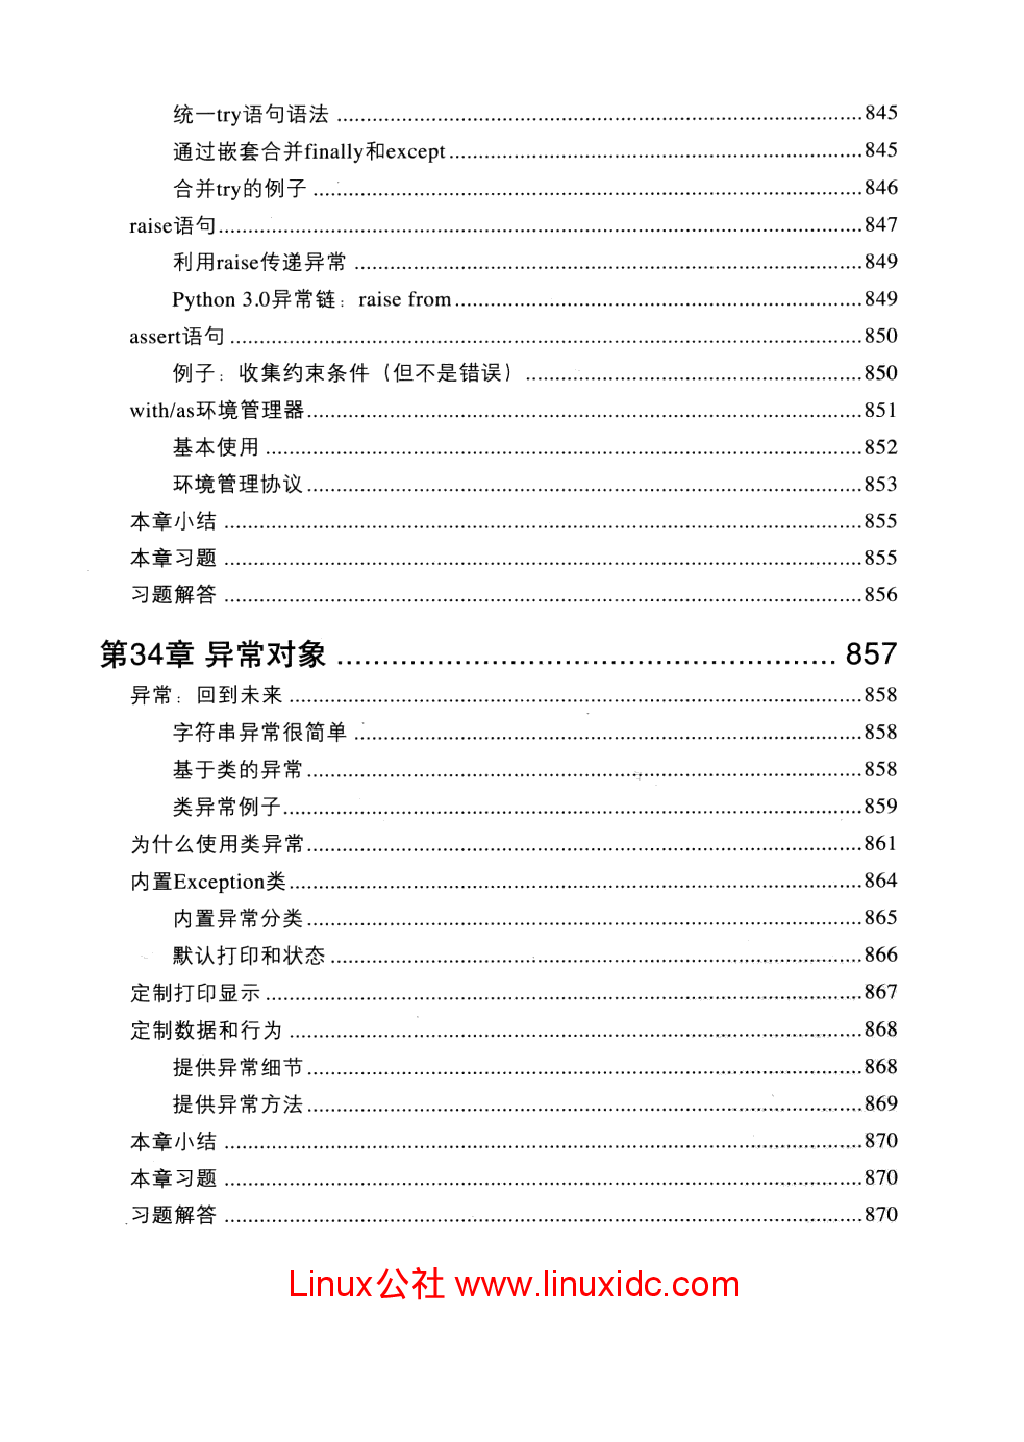 统一try语句语法 845
通过嵌套合并finally和except 845
合并try的例子 846
raise语句 847
利用raise传递异常 849
Python 3.0异常链：raise from 849
assert语句 850
例子：收集约束条件（但不是错误） 850
with/as环境管理器 851
基本使用 852
环境管理协议 853
本章小结 855
本章习题 855
习题解答 856
第34章 异常对象 857
异常：回到未来 858
字符串异常很简单 858
基于类的异常 858
类异常例子 859
为什么使用类异常 861
内置Exception类 864
内置异常分类 865
默认打印和状态 866
定制打印显示 867
定制数据和行为 868
提供异常细节 868
提供异常方法 869
本章小结 870
本章习题 870
习题解答 870
Linux公社 www.linuxidc.com